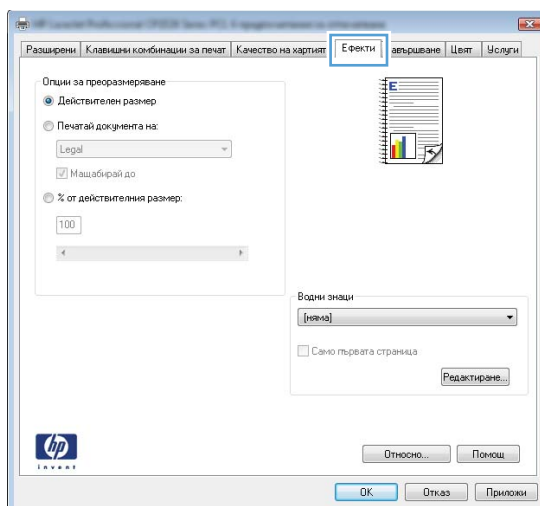 Разширени Клавишни комбинации за печат Качество на хартият Ефекти авършване Цвят Услуги
Опции за преоразмеряване
Действителен размер
Печатай документа на:
Legal
Мащабирай до
% от действителния размер:
100
Водни знаци
[няма]
Само първата страница
Редактиране...
hp
invent
Относно... Помощ
OK Отказ Приложи